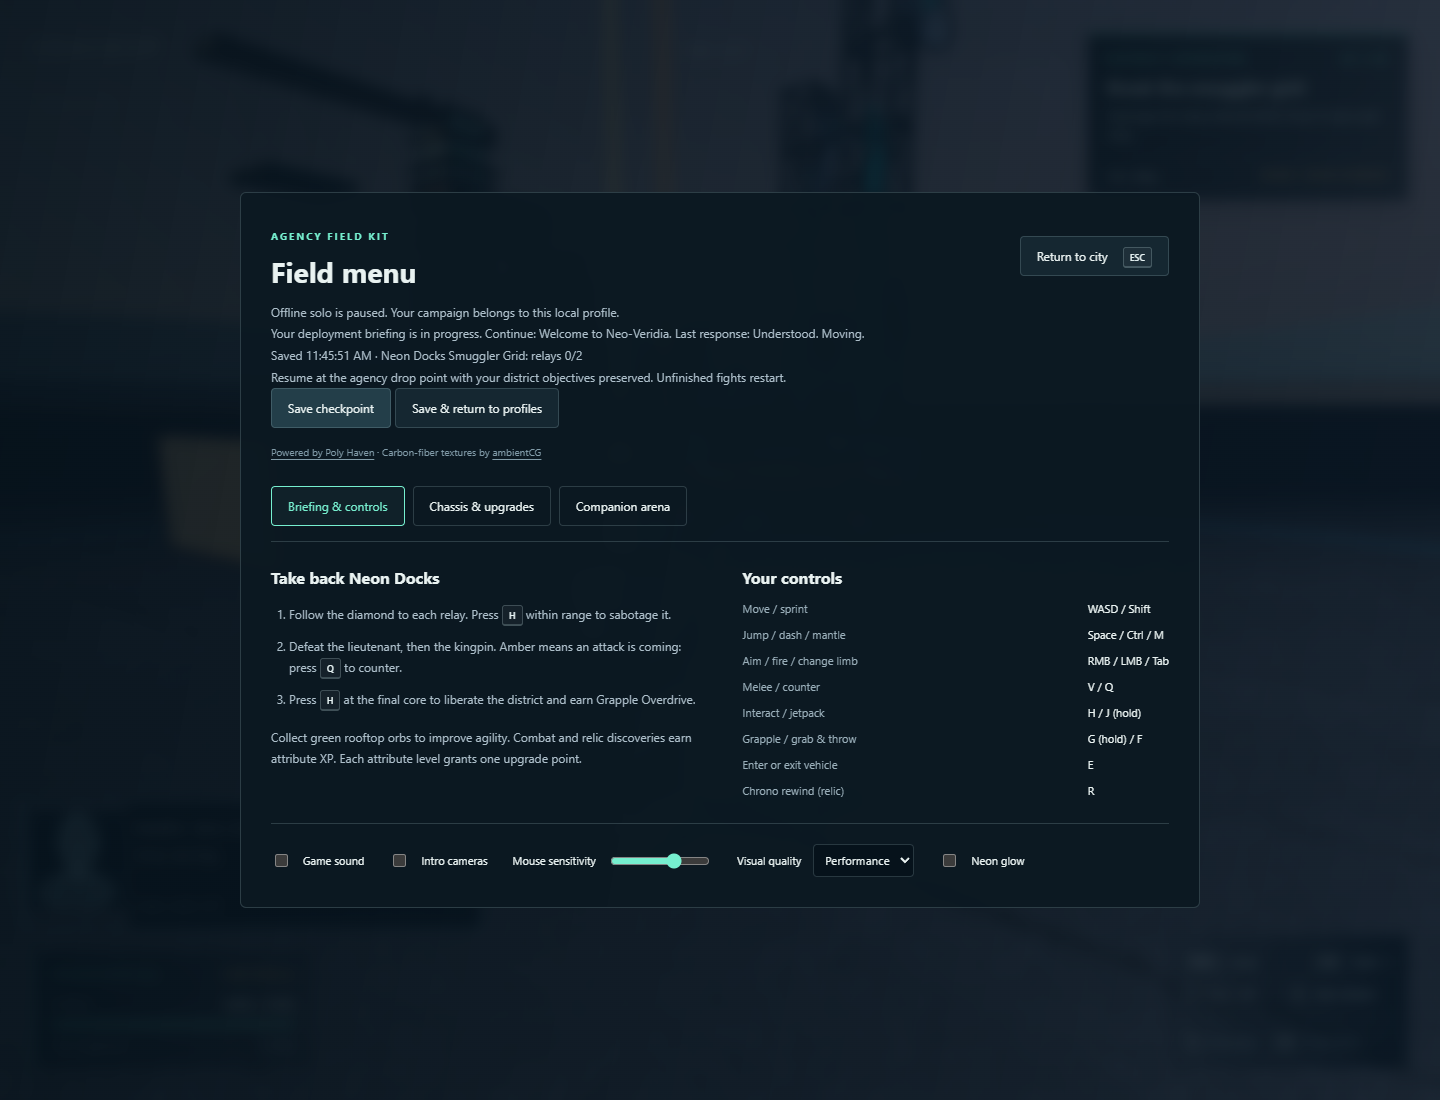 AGENCY FIELD KIT
Field menu
Return to city ESC
Offline solo is paused. Your campaign belongs to this local profile.
Your deployment briefing is in progress. Continue: Welcome to Neo-Veridia. Last response: Understood. Moving.
Saved 11:45:51 AM · Neon Docks Smuggler Grid: relays 0/2
Resume at the agency drop point with your district objectives preserved. Unfinished fights restart.
Save checkpoint Save & return to profiles
Powered by Poly Haven · Carbon-fiber textures by ambientCG
Briefing & controls Chassis & upgrades Companion arena
Take back Neon Docks
1. Follow the diamond to each relay. Press H within range to sabotage it.
2. Defeat the lieutenant, then the kingpin. Amber means an attack is coming:
press Q to counter.
3. Press H at the final core to liberate the district and earn Grapple Overdrive.
Collect green rooftop orbs to improve agility. Combat and relic discoveries earn
attribute XP. Each attribute level grants one upgrade point.
Your controls
Move / sprint WASD / Shift
Jump / dash / mantle Space / Ctrl / M
Aim / fire / change limb RMB / LMB / Tab
Melee / counter V / Q
Interact / jetpack H / J (hold)
Grapple / grab & throw G (hold) / F
Enter or exit vehicle E
Chrono rewind (relic) R
Game sound Intro cameras Mouse sensitivity Visual quality Performance Neon glow